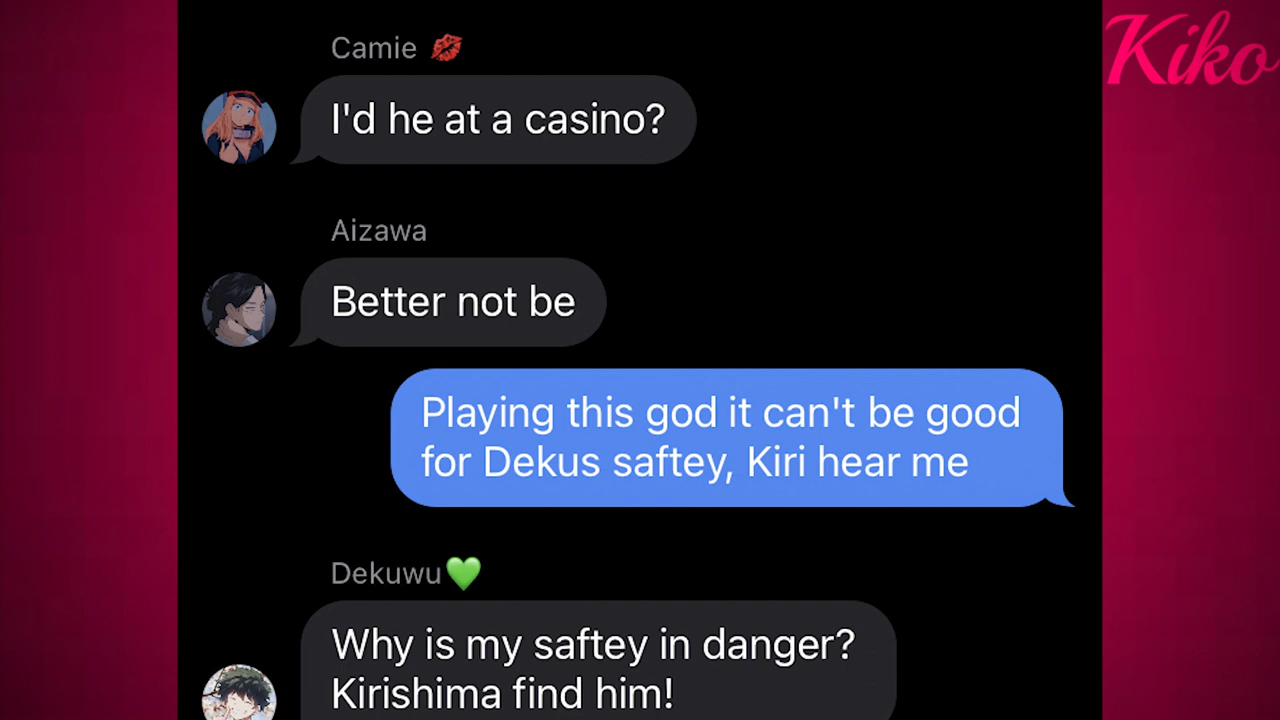 Kiko
Camie 💋
I'd he at a casino?
Aizawa
Better not be
Playing this god it can't be good
for Dekus saftey, Kiri hear me
Dekuwu💚
Why is my saftey in danger?
Kirishima find him!